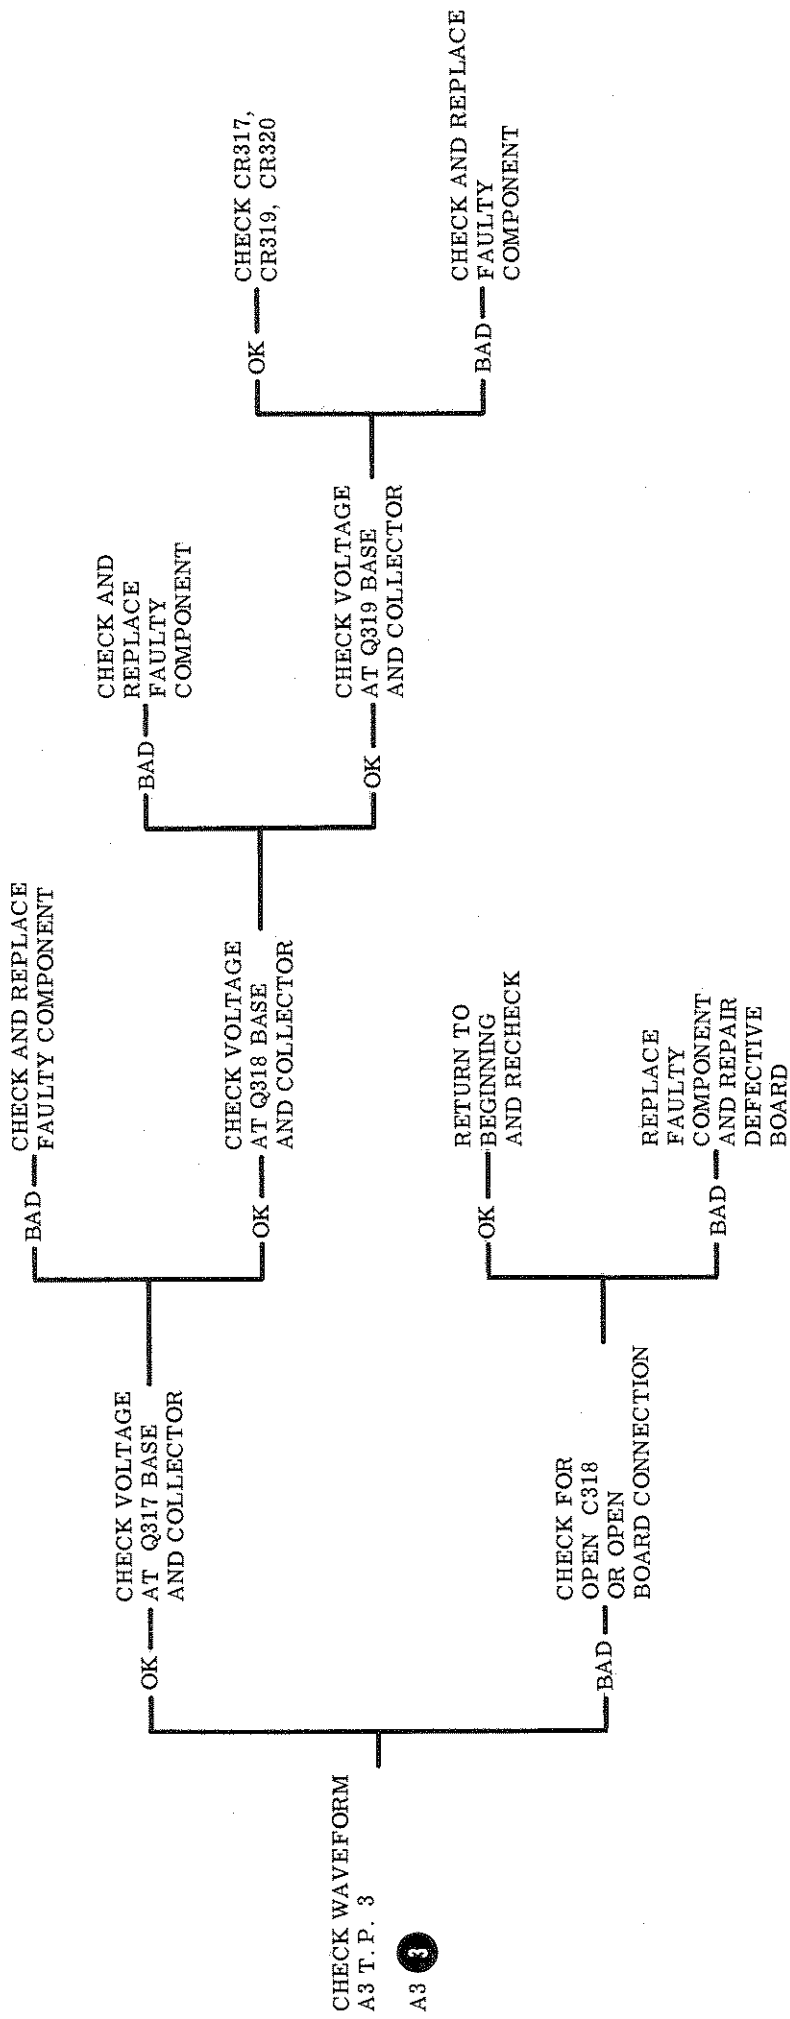 CHECK WAVEFORM
A3 T.P. 3
A3 3
OK
CHECK VOLTAGE
AT Q317 BASE
AND COLLECTOR
BAD
CHECK AND REPLACE
FAULTY COMPONENT
OK
CHECK VOLTAGE
AT Q318 BASE
AND COLLECTOR
BAD
CHECK AND
REPLACE
FAULTY
COMPONENT
OK
CHECK VOLTAGE
AT Q319 BASE
AND COLLECTOR
OK
CHECK CR317,
CR319, CR320
BAD
CHECK AND REPLACE
FAULTY
COMPONENT
BAD
CHECK FOR
OPEN C318
OR OPEN
BOARD CONNECTION
OK
RETURN TO
BEGINNING
AND RECHECK
BAD
REPLACE
FAULTY
COMPONENT
AND REPAIR
DEFECTIVE
BOARD